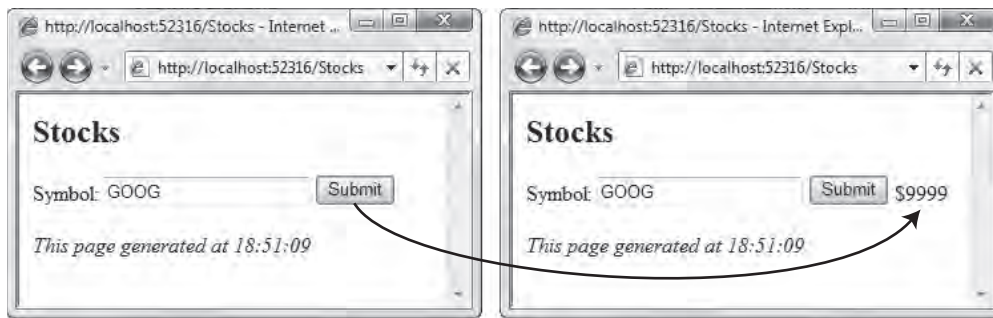 http://localhost:52316/Stocks - Internet ...
http://localhost:52316/Stocks
Stocks
Symbol: GOOG Submit
This page generated at 18:51:09
http://localhost:52316/Stocks - Internet Expl...
http://localhost:52316/Stocks
Stocks
Symbol: GOOG Submit $9999
This page generated at 18:51:09